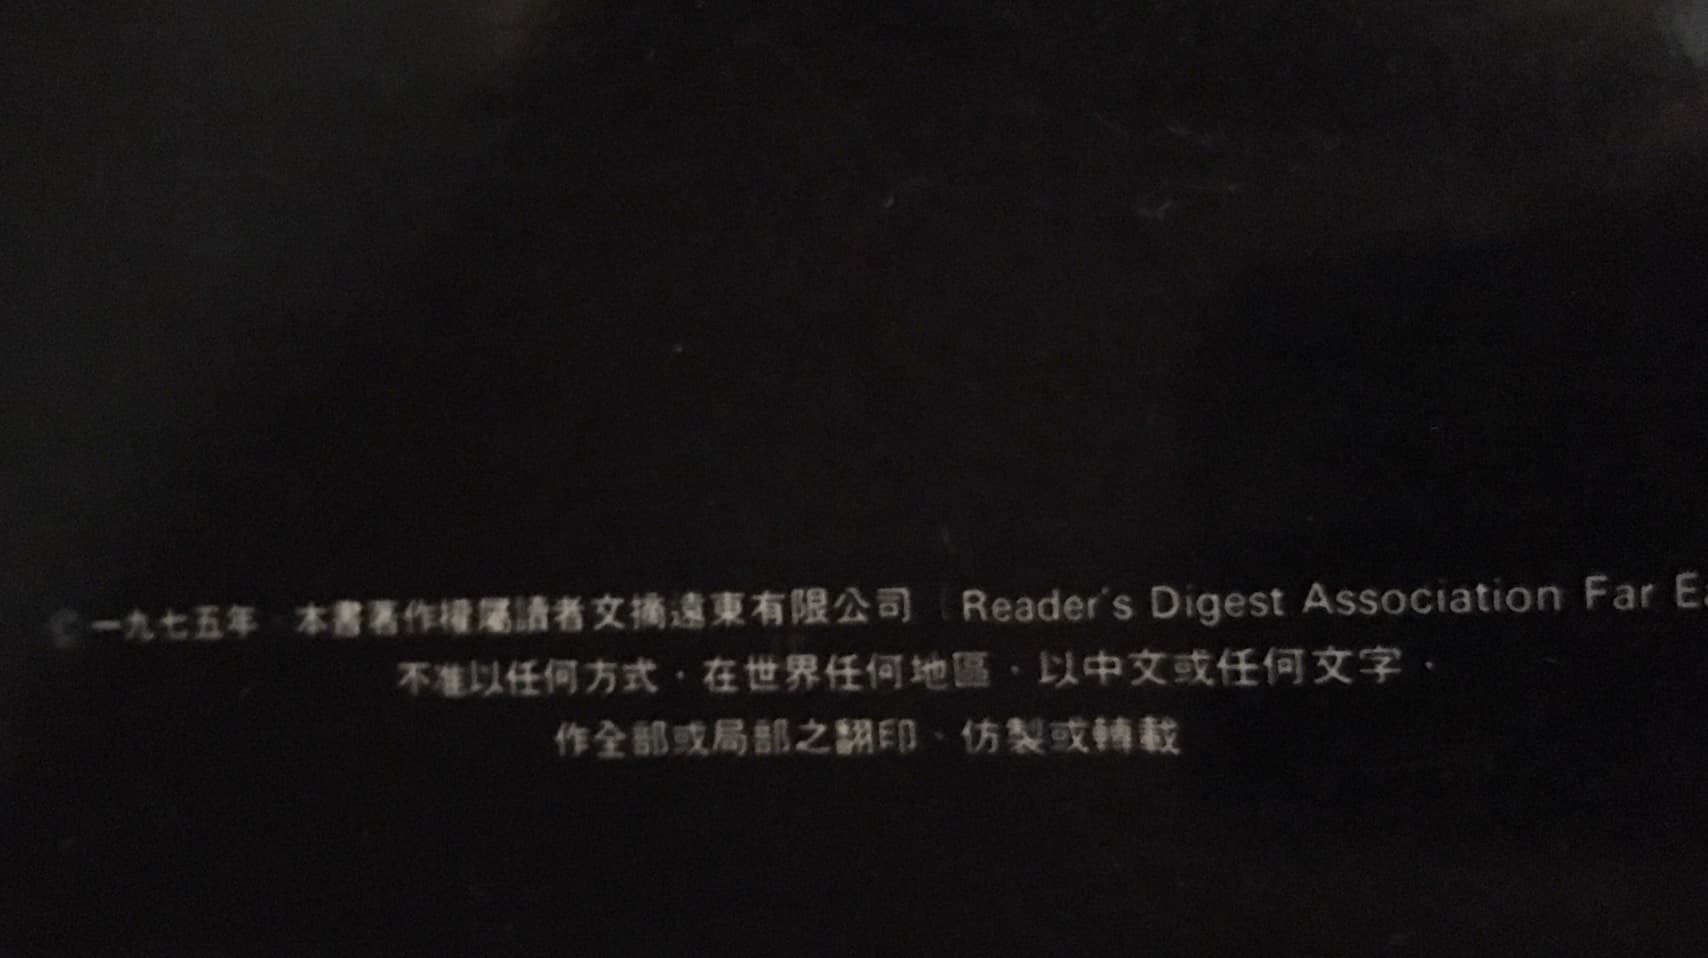 © 一九七五年 本書著作權屬讀者文摘遠東有限公司 (Reader's Digest Association Far E
不准以任何方式，在世界任何地區，以中文或任何文字，
作全部或局部之翻印、仿製或轉載